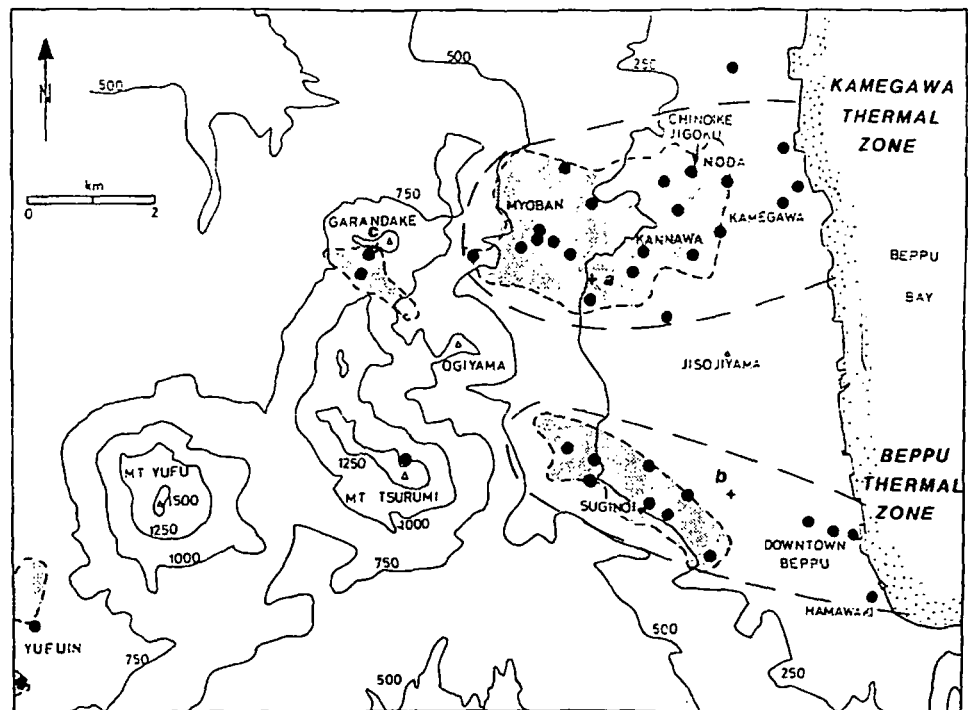 500
500
250
N
km
0
2
KAMEGAWA
THERMAL
ZONE
CHINOIKE
JIGOKU
NODA
750
GARANDAKE
c
MYOBAN
KANNAWA
KAMEGAWA
a
BEPPU
BAY
OGIYAMA
JISOJIYAMA
MT YUFU
1500
1250
1000
1250
MT TSURUMI
1000
750
SUGINOI
b
BEPPU
THERMAL
ZONE
DOWNTOWN
BEPPU
HAMAWAKI
YUFUIN
750
500
500
250